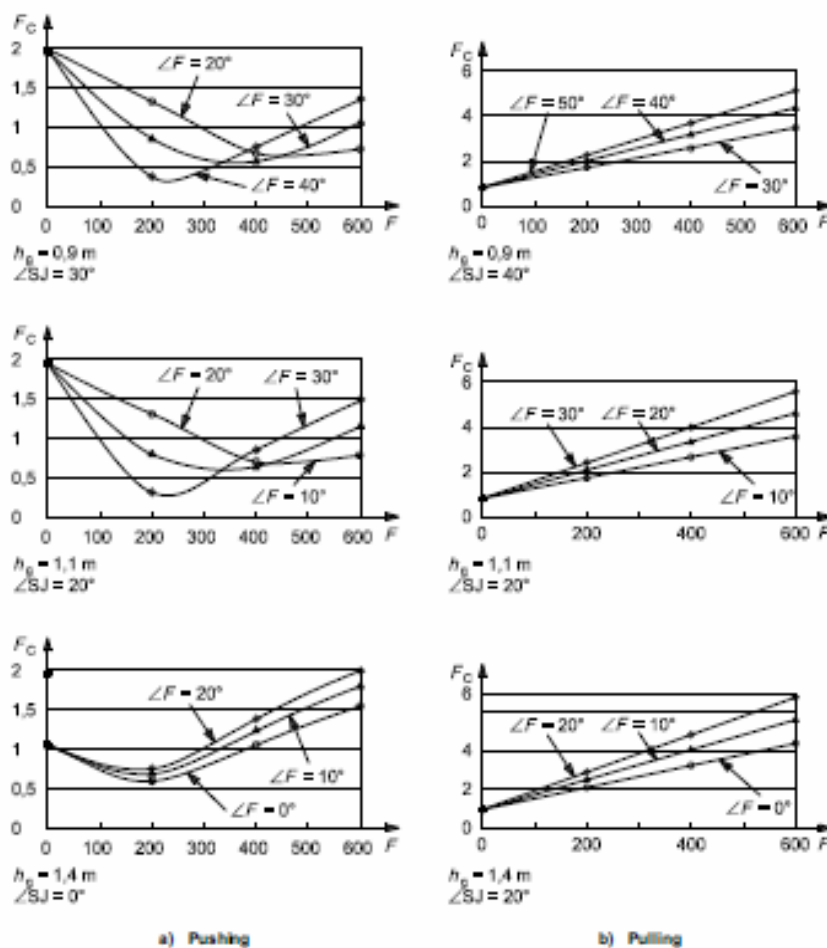 F_C
2
1,5
1
0,5
0
∠F = 20°
∠F = 30°
∠F = 40°
0 100 200 300 400 500 600 F
h_g = 0,9 m
∠SJ = 30°
F_C
6
4
2
0
∠F = 50°
∠F = 40°
∠F = 30°
0 100 200 300 400 500 600 F
h_g = 0,9 m
∠SJ = 40°
F_C
2
1,5
1
0,5
0
∠F = 20°
∠F = 30°
∠F = 10°
0 100 200 300 400 500 600 F
h_g = 1,1 m
∠SJ = 20°
F_C
6
4
2
0
∠F = 30°
∠F = 20°
∠F = 10°
0 200 400 600 F
h_g = 1,1 m
∠SJ = 20°
F_C
2
1,5
1
0,5
0
∠F = 20°
∠F = 10°
∠F = 0°
0 100 200 300 400 500 600 F
h_g = 1,4 m
∠SJ = 0°
F_C
6
4
2
0
∠F = 20°
∠F = 10°
∠F = 0°
0 200 400 600 F
h_g = 1,4 m
∠SJ = 20°
a) Pushing
b) Pulling